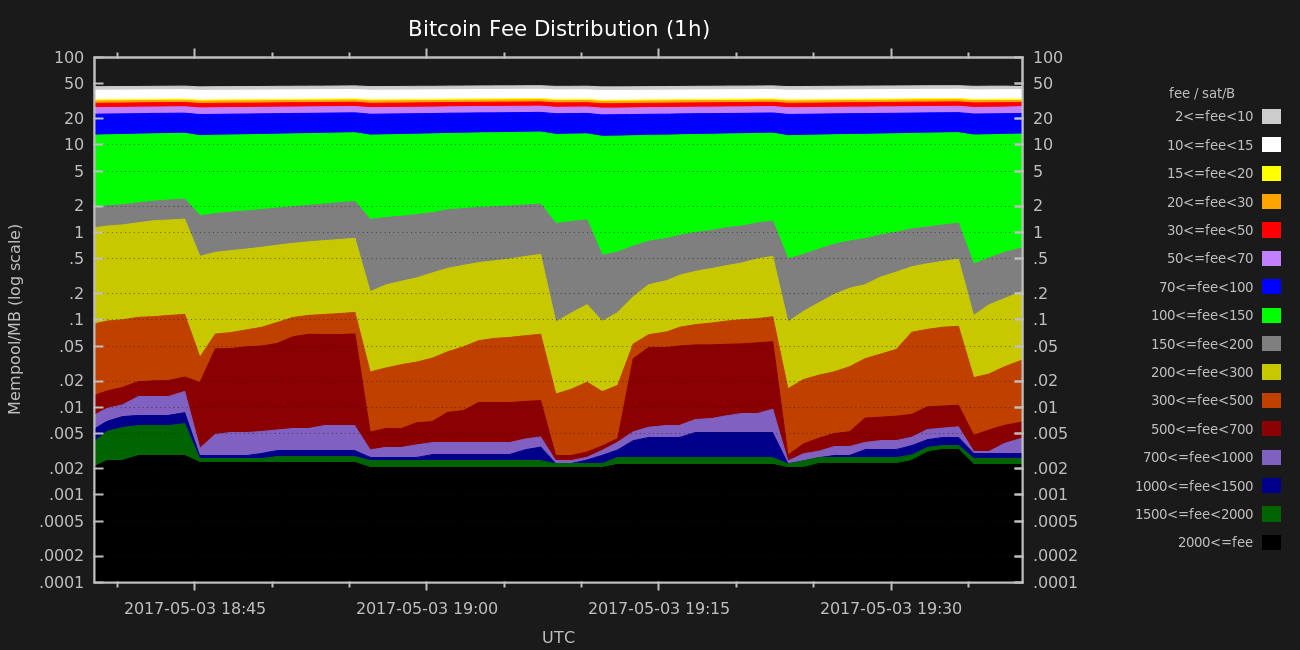 Bitcoin Fee Distribution (1h)
Mempool/MB (log scale)
100
50
20
10
5
2
1
.5
.2
.1
.05
.02
.01
.005
.002
.001
.0005
.0002
.0001
100
50
20
10
5
2
1
.5
.2
.1
.05
.02
.01
.005
.002
.001
.0005
.0002
.0001
2017-05-03 18:45
2017-05-03 19:00
2017-05-03 19:15
2017-05-03 19:30
UTC
fee / sat/B
2<=fee<10
10<=fee<15
15<=fee<20
20<=fee<30
30<=fee<50
50<=fee<70
70<=fee<100
100<=fee<150
150<=fee<200
200<=fee<300
300<=fee<500
500<=fee<700
700<=fee<1000
1000<=fee<1500
1500<=fee<2000
2000<=fee